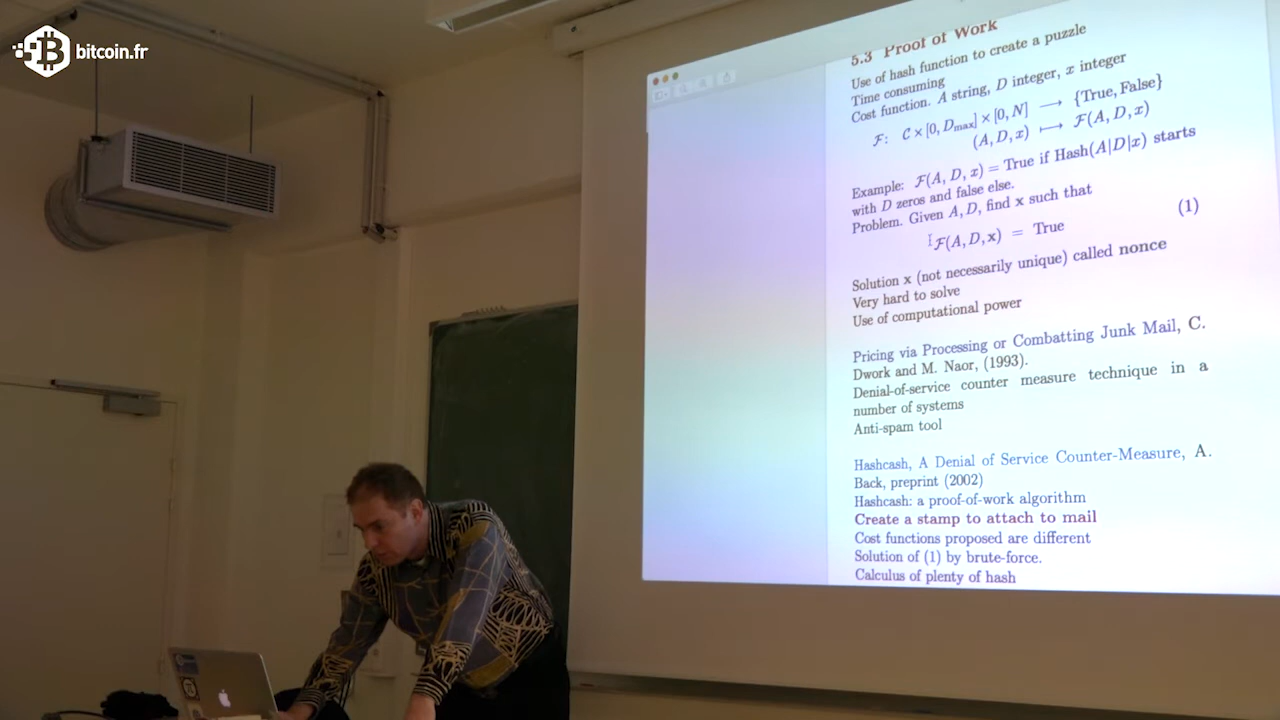 bitcoin.fr
5.3 Proof of Work
Use of hash function to create a puzzle
Time consuming
Cost function. A string, D integer, x integer
F: C × [0, Dmax] × [0, N] ⟶ {True, False}
(A, D, x) ⟼ F(A, D, x)
Example: F(A, D, x) = True if Hash(A|D|x) starts
with D zeros and false else.
Problem. Given A, D, find x such that
F(A, D, x) = True (1)
Solution x (not necessarily unique) called nonce
Very hard to solve
Use of computational power
Pricing via Processing or Combatting Junk Mail, C.
Dwork and M. Naor, (1993).
Denial-of-service counter measure technique in a
number of systems
Anti-spam tool
Hashcash, A Denial of Service Counter-Measure, A.
Back, preprint (2002)
Hashcash: a proof-of-work algorithm
Create a stamp to attach to mail
Cost functions proposed are different
Solution of (1) by brute-force.
Calculus of plenty of hash